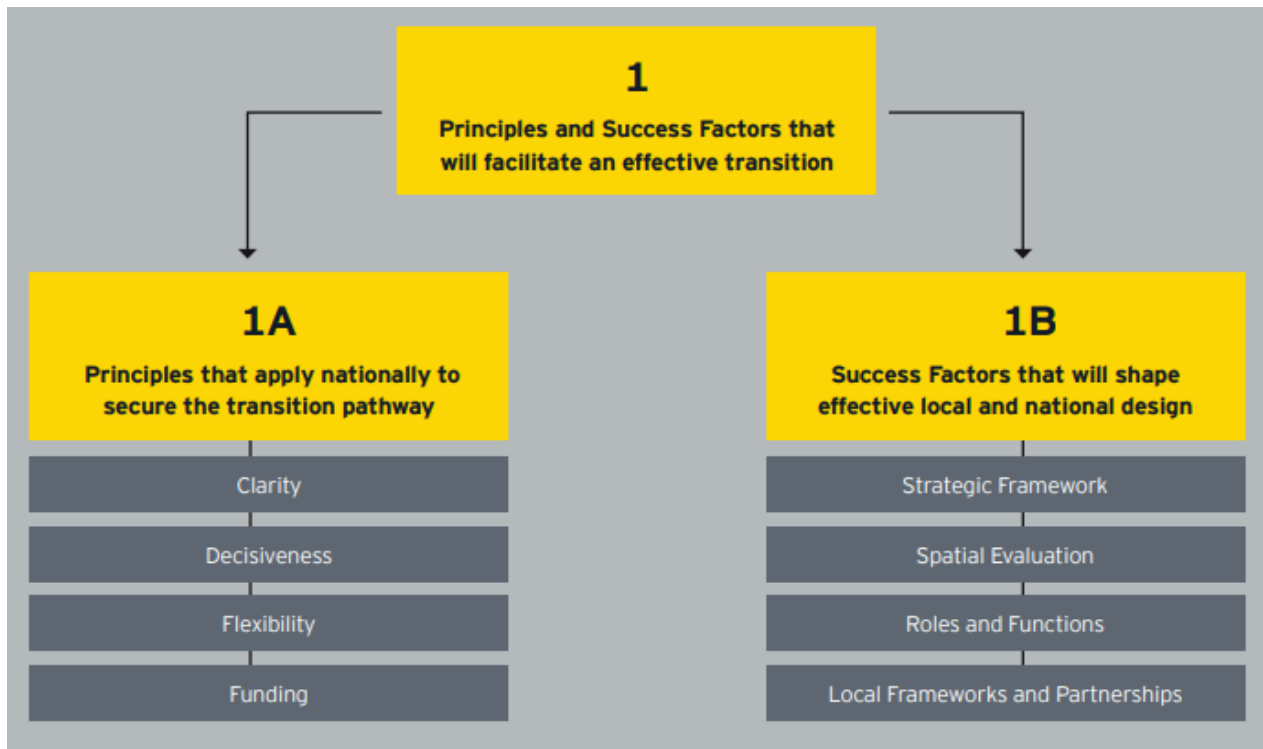 1
Principles and Success Factors that
will facilitate an effective transition
1A
Principles that apply nationally to
secure the transition pathway
Clarity
Decisiveness
Flexibility
Funding
1B
Success Factors that will shape
effective local and national design
Strategic Framework
Spatial Evaluation
Roles and Functions
Local Frameworks and Partnerships